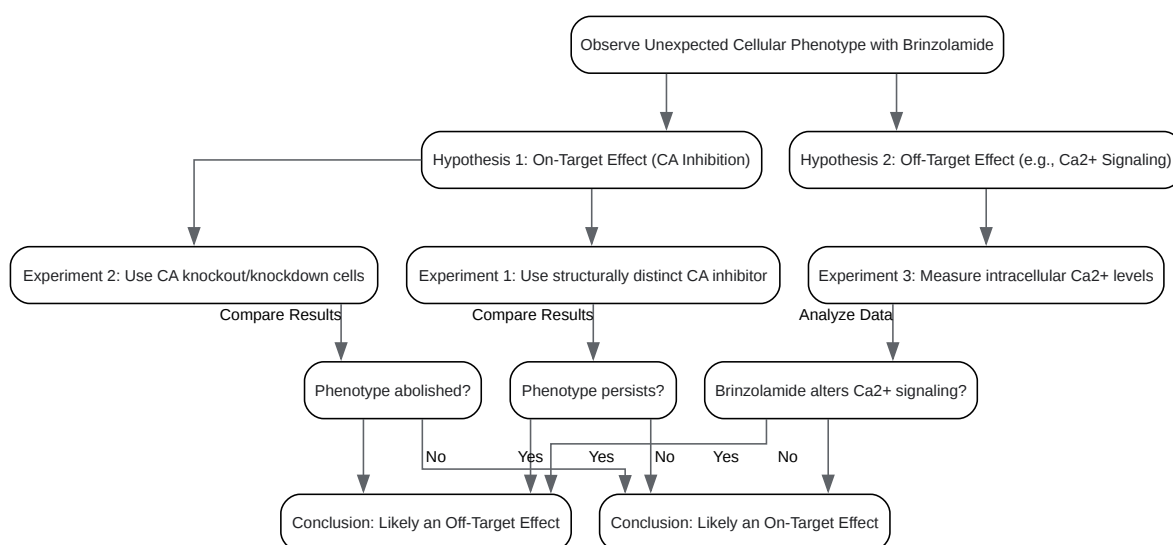 Observe Unexpected Cellular Phenotype with Brinzolamide
Hypothesis 1: On-Target Effect (CA Inhibition)
Hypothesis 2: Off-Target Effect (e.g., Ca2+ Signaling)
Experiment 2: Use CA knockout/knockdown cells
Experiment 1: Use structurally distinct CA inhibitor
Experiment 3: Measure intracellular Ca2+ levels
Compare Results
Compare Results
Analyze Data
Phenotype abolished?
Phenotype persists?
Brinzolamide alters Ca2+ signaling?
No
Yes
Yes
No
Yes
No
Conclusion: Likely an Off-Target Effect
Conclusion: Likely an On-Target Effect